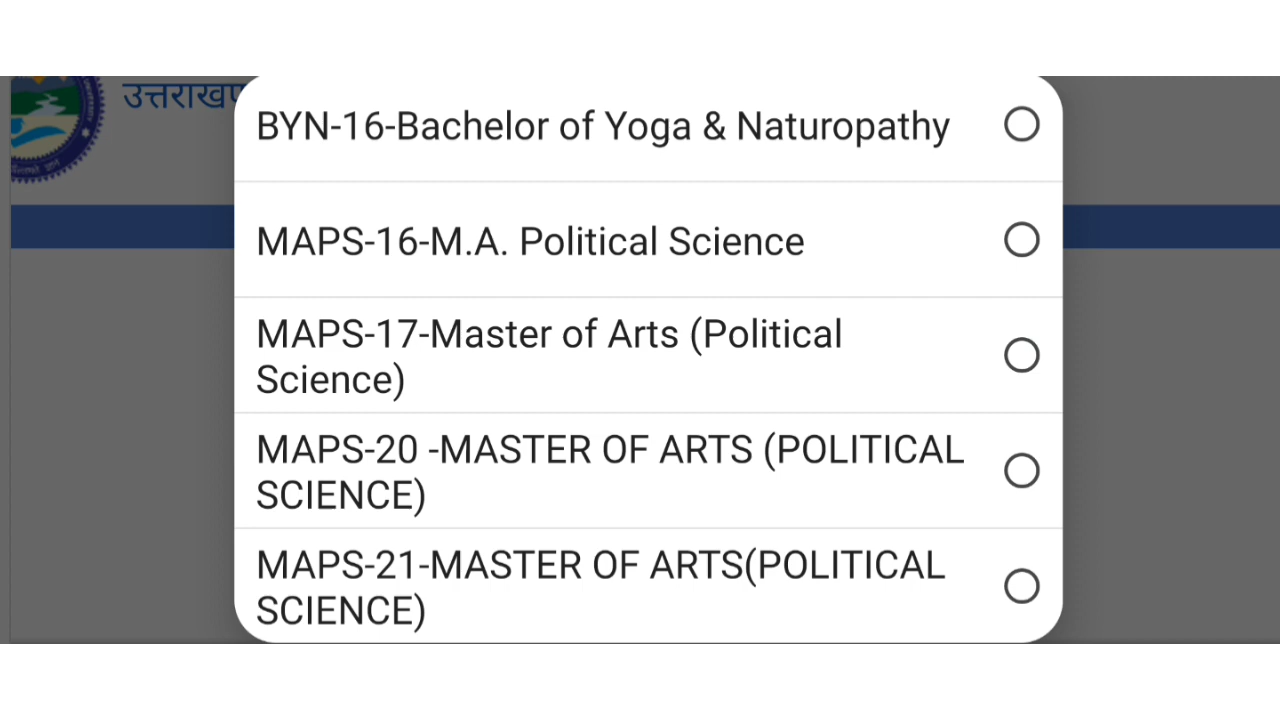 उत्तराखण
BYN-16-Bachelor of Yoga & Naturopathy
MAPS-16-M.A. Political Science
MAPS-17-Master of Arts (Political
Science)
MAPS-20 -MASTER OF ARTS (POLITICAL
SCIENCE)
MAPS-21-MASTER OF ARTS(POLITICAL
SCIENCE)